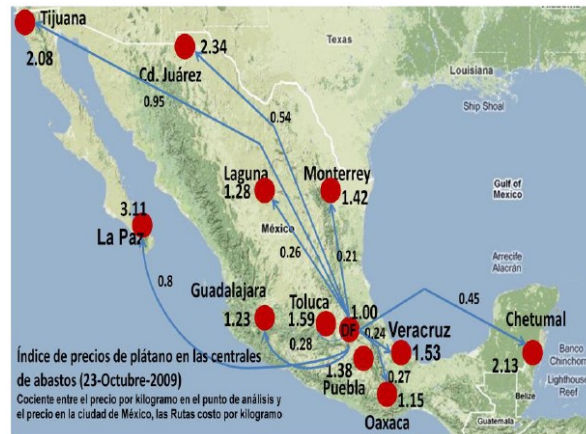 Tijuana
2.08
2.34
Cd. Juárez
Texas
Louisiana
Ship Shoal
0.95
0.54
Laguna
1.28
Monterrey
1.42
Gulf of
Mexico
México
3.11
La Paz
0.26
0.21
0.8
Arrecife
Alacrán
Guadalajara
1.23
Toluca
1.59
1.00
DF
0.24
0.45
Chetumal
2.13
Veracruz
1.53
0.28
1.38
Puebla
0.27
1.15
Oaxaca
Banco
Chinchorro
Lighthouse
Reef
Belize
Guatemala
Índice de precios de plátano en las centrales
de abastos (23-Octubre-2009)
Cociente entre el precio por kilogramo en el punto de análisis y
el precio en la ciudad de México, las Rutas costo por kilogramo